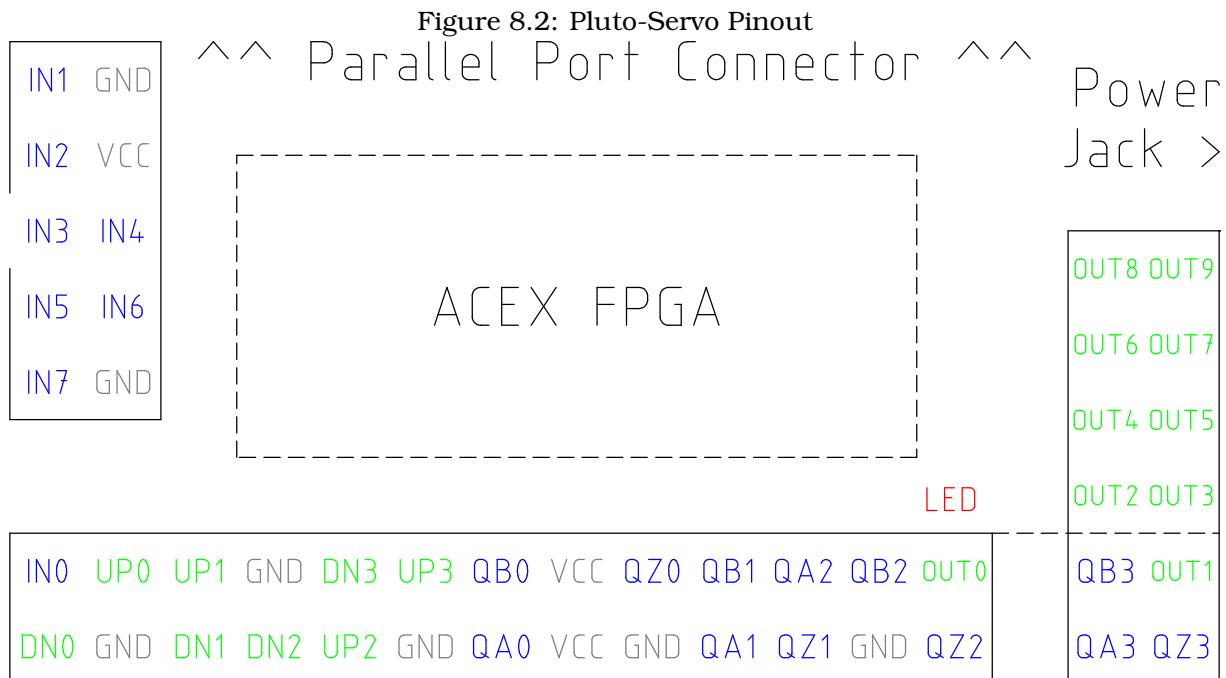 Figure 8.2: Pluto-Servo Pinout
^^ Parallel Port Connector ^^
IN1 GND
Power
IN2 VCC
Jack >
IN3 IN4
OUT8 OUT9
IN5 IN6
ACEX FPGA
OUT6 OUT7
IN7 GND
OUT4 OUT5
LED
OUT2 OUT3
IN0 UP0 UP1 GND DN3 UP3 QB0 VCC QZ0 QB1 QA2 QB2 OUT0
QB3 OUT1
DN0 GND DN1 DN2 UP2 GND QA0 VCC GND QA1 QZ1 GND QZ2
QA3 QZ3